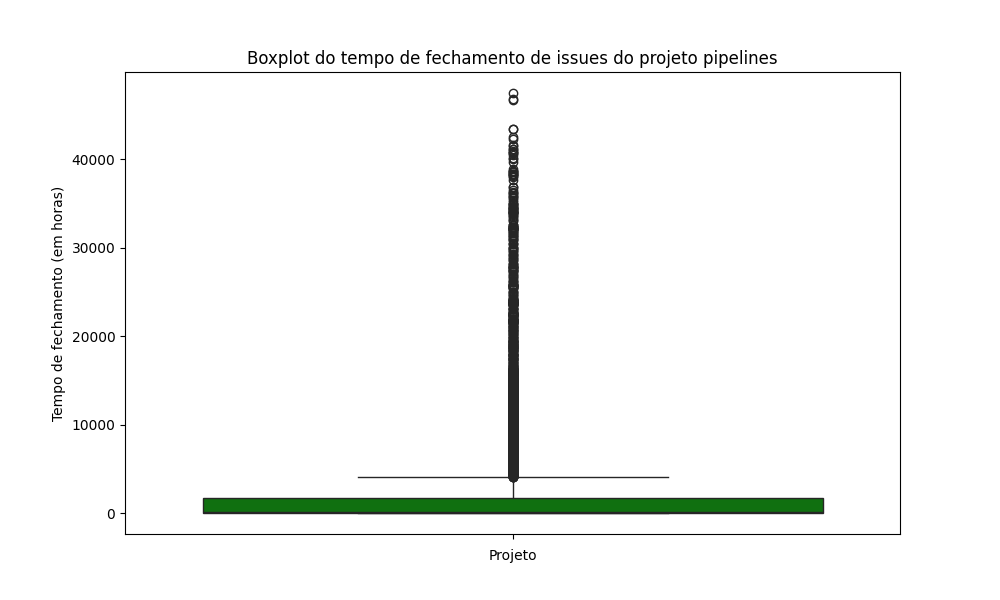 Boxplot do tempo de fechamento de issues do projeto pipelines
Tempo de fechamento (em horas)
40000
30000
20000
10000
0
Projeto